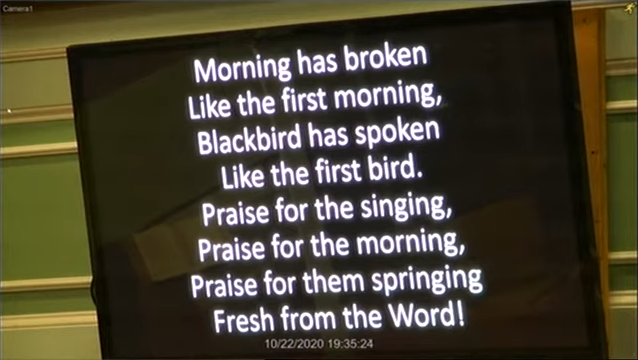 Camera1
Morning has broken
Like the first morning,
Blackbird has spoken
Like the first bird.
Praise for the singing,
Praise for the morning,
Praise for them springing
Fresh from the Word!
10/22/2020 19:35:24